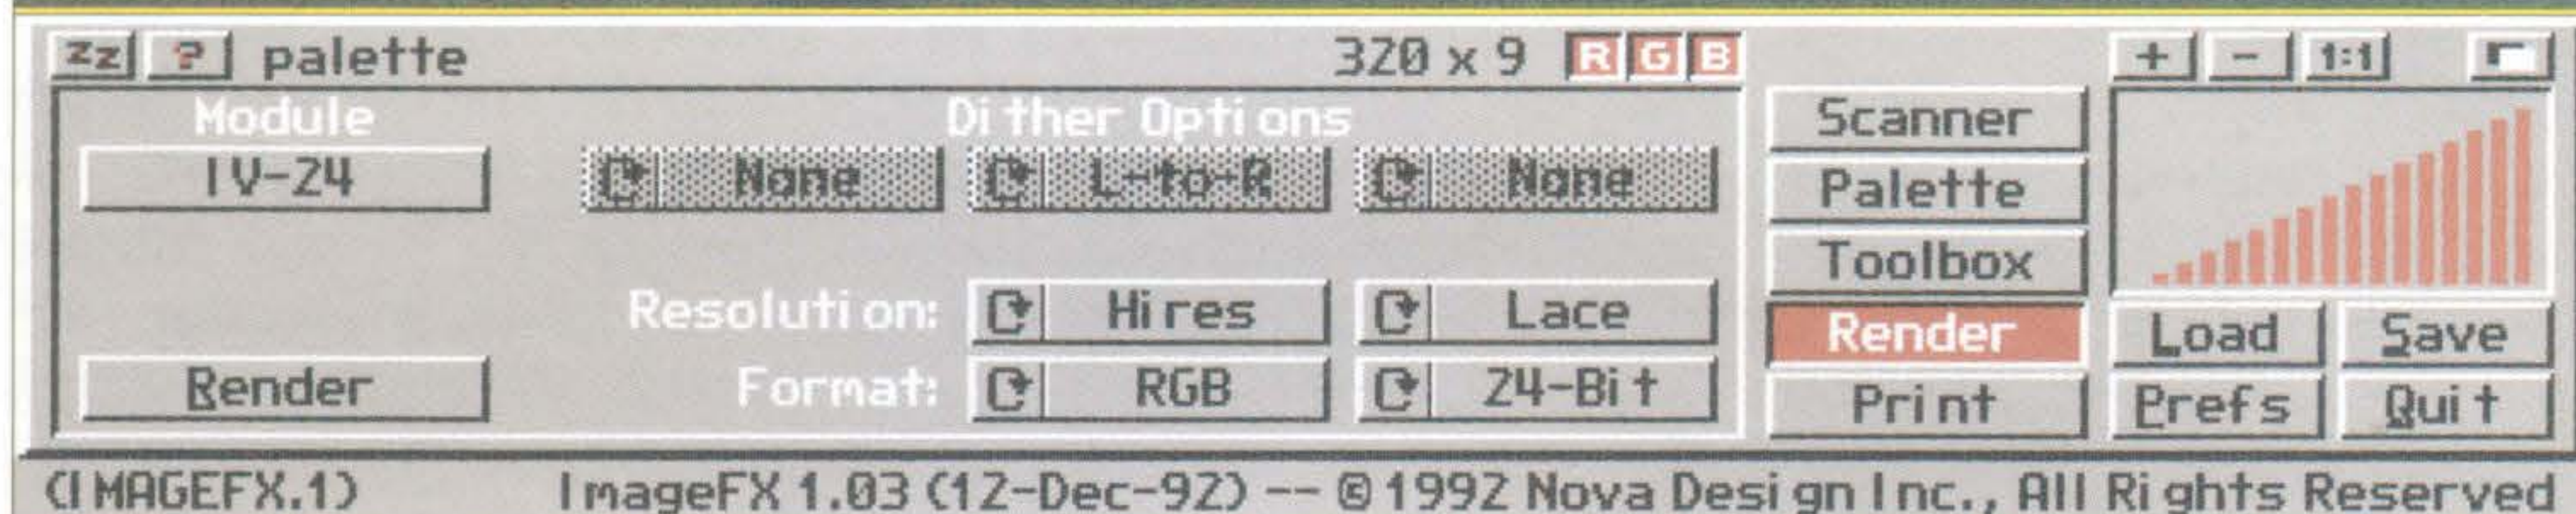 zz ? palette 320 x 9 R G B + - 1:1
Module Dither Options
IV-24 None L-to-R None
Resolution: Hires Lace
Render Format: RGB 24-Bit
Scanner
Palette
Toolbox
Render
Print
Load Save
Prefs Quit
(IMAGEFX.1) ImageFX 1.03 (12-Dec-92) -- ©1992 Nova Design Inc., All Rights Reserved